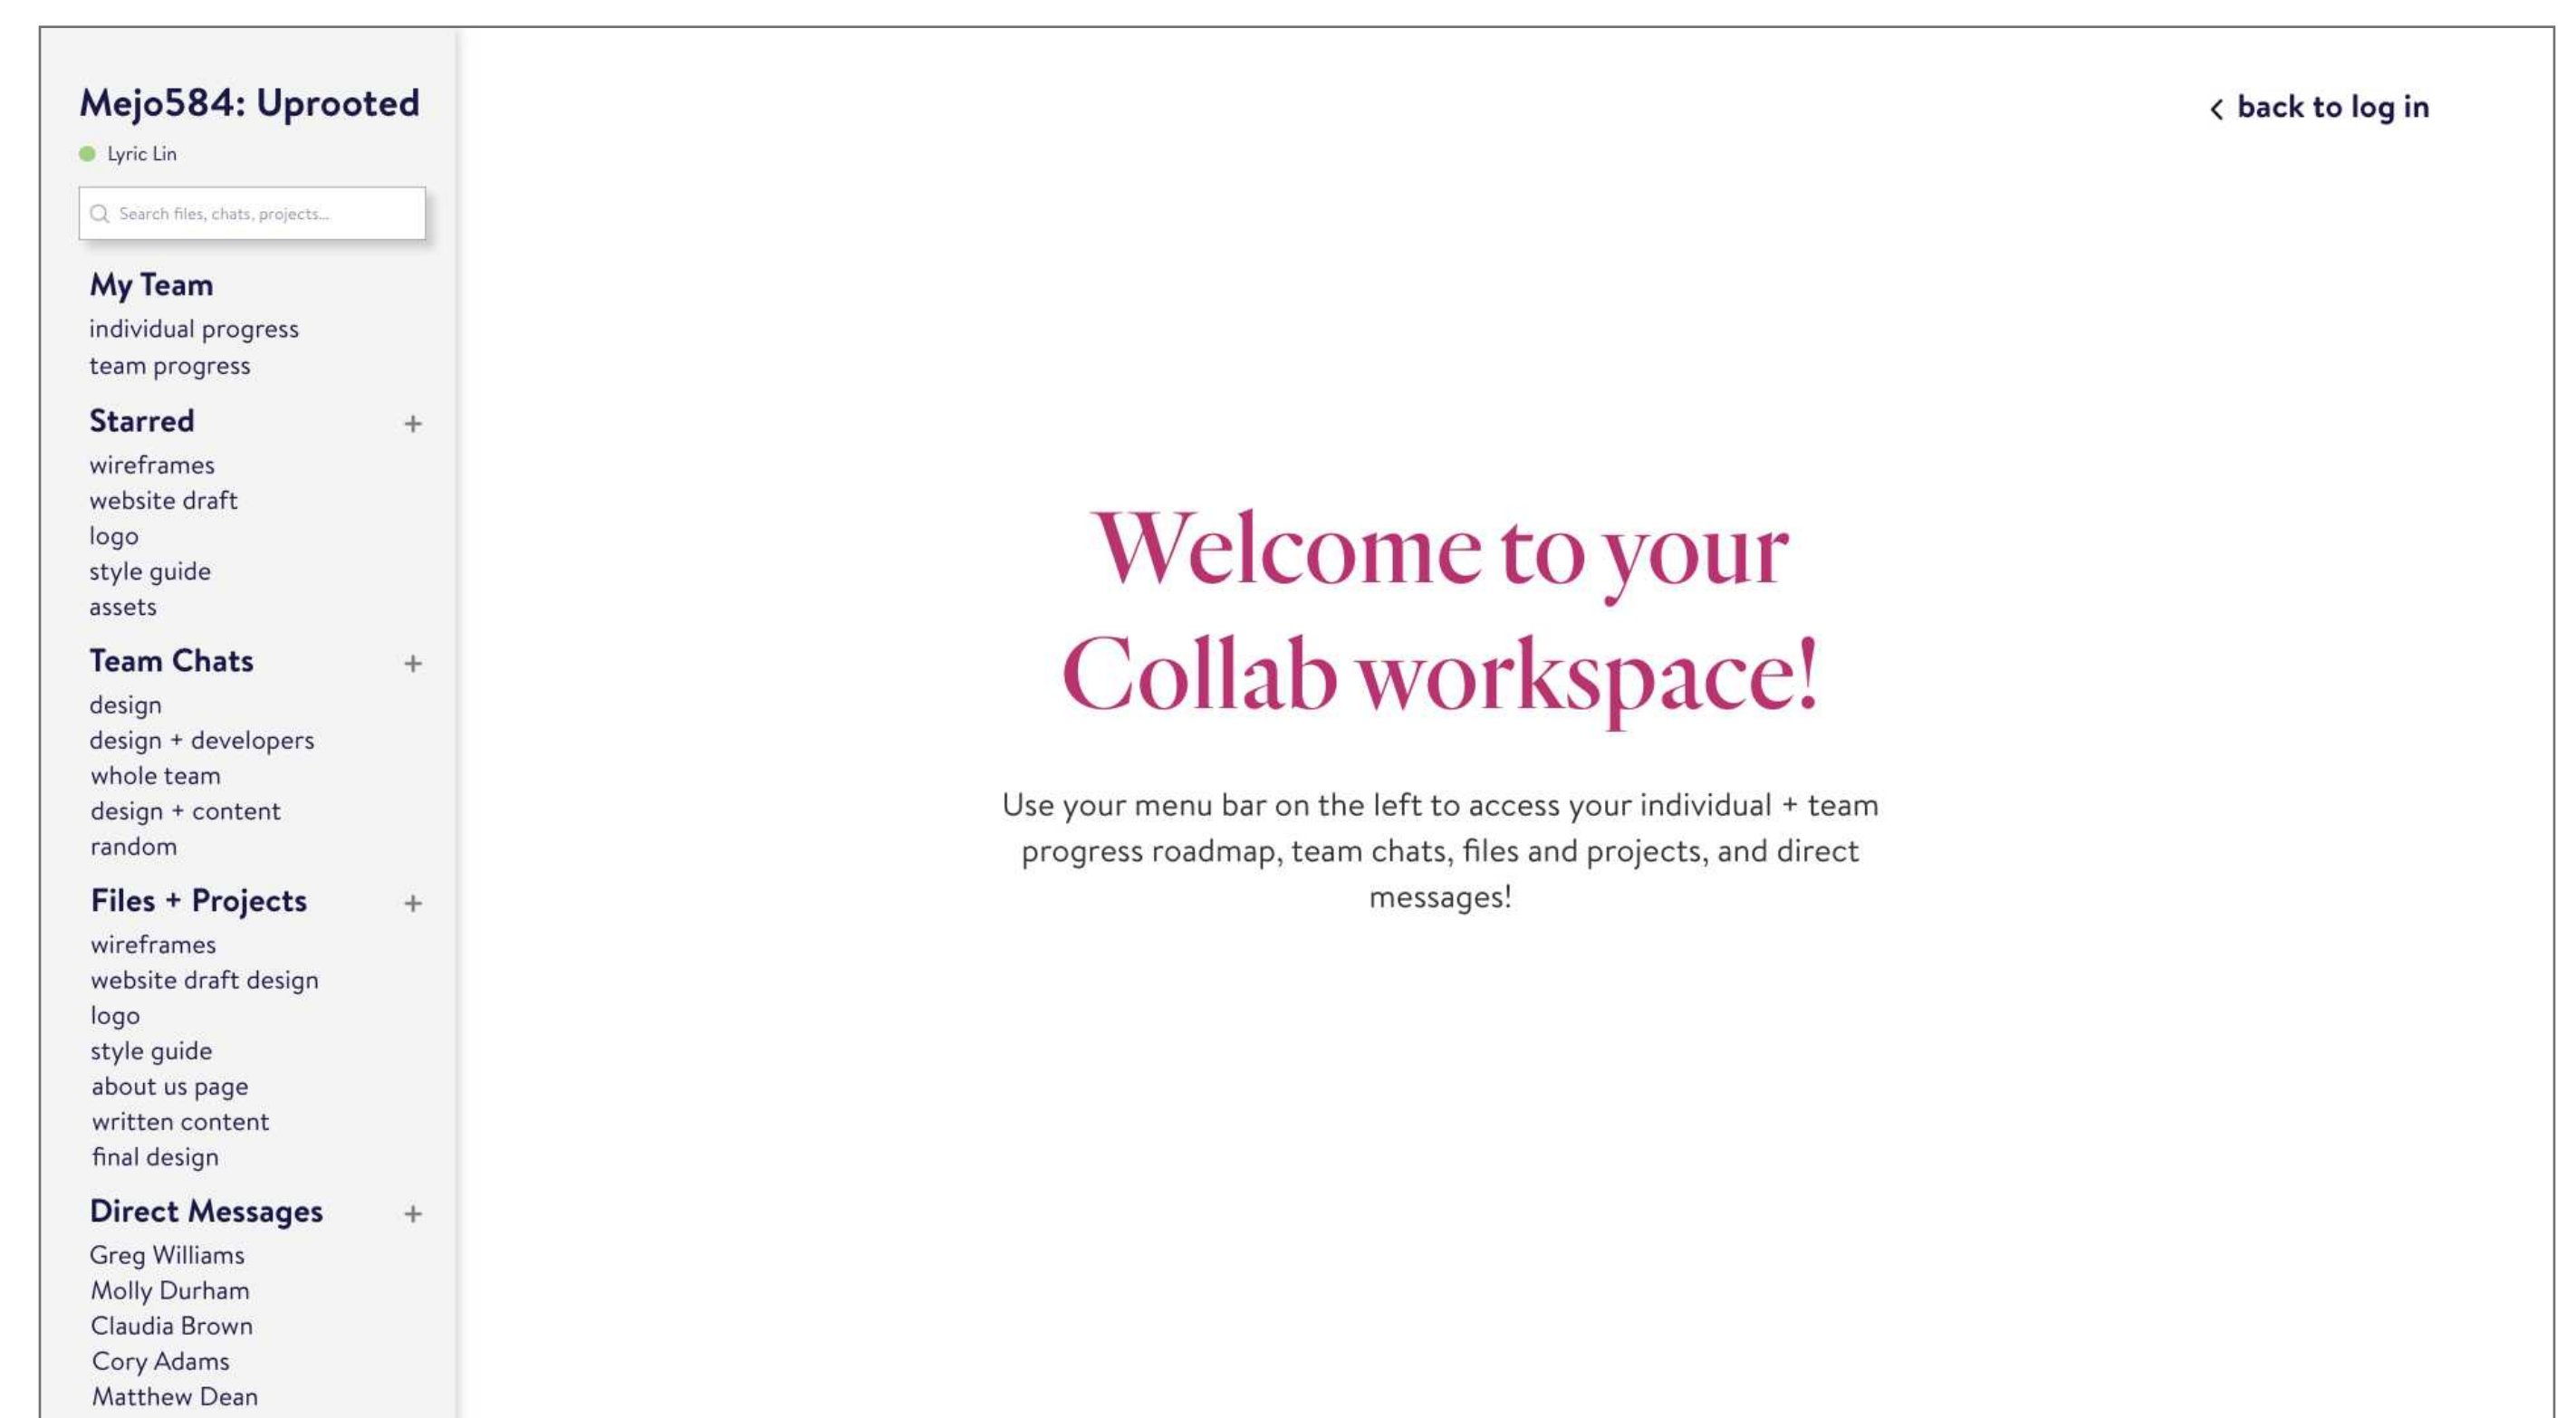 Mejo584: Uprooted
Lyric Lin
Search files, chats, projects...
My Team
individual progress
team progress
Starred +
wireframes
website draft
logo
style guide
assets
Team Chats +
design
design + developers
whole team
design + content
random
Files + Projects +
wireframes
website draft design
logo
style guide
about us page
written content
final design
Direct Messages +
Greg Williams
Molly Durham
Claudia Brown
Cory Adams
Matthew Dean
< back to log in
Welcome to your
Collab workspace!
Use your menu bar on the left to access your individual + team
progress roadmap, team chats, files and projects, and direct
messages!